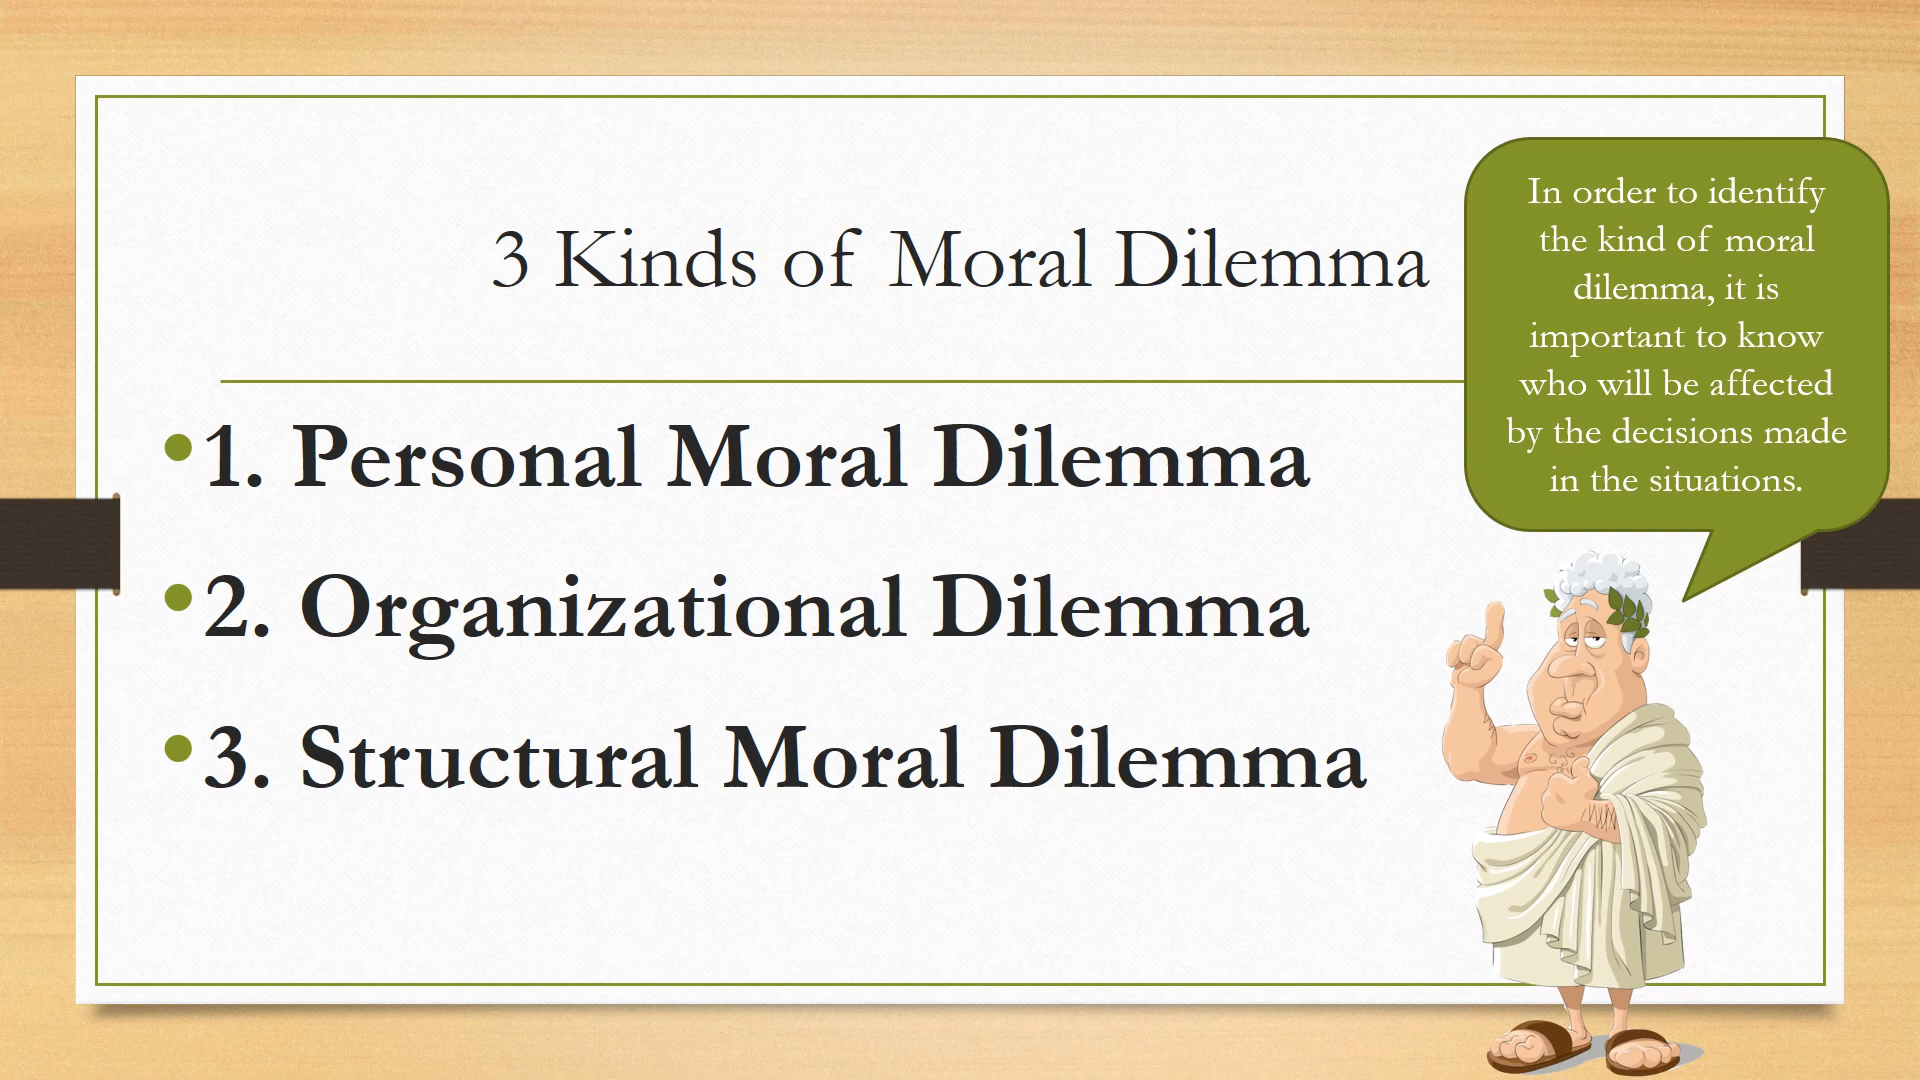 3 Kinds of Moral Dilemma
In order to identify
the kind of moral
dilemma, it is
important to know
who will be affected
by the decisions made
in the situations.
•1. Personal Moral Dilemma
•2. Organizational Dilemma
•3. Structural Moral Dilemma